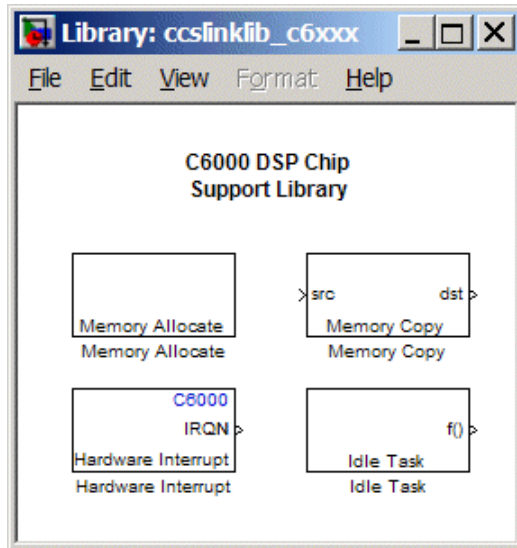 Library: ccslinklib_c6xxx
File Edit View Format Help
C6000 DSP Chip
Support Library
Memory Allocate
Memory Allocate
src dst
Memory Copy
Memory Copy
C6000
IRQN
Hardware Interrupt
Hardware Interrupt
f()
Idle Task
Idle Task